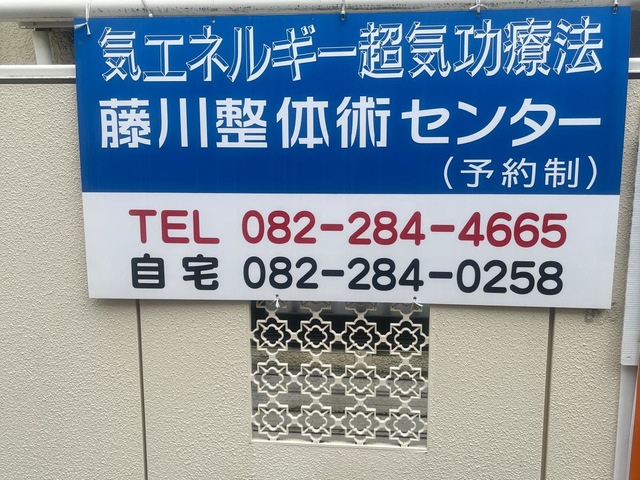 気エネルギー超気功療法
藤川整体術センター
(予約制)
TEL 082-284-4665
自宅 082-284-0258